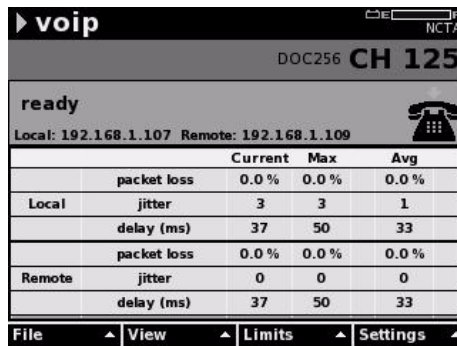 voip
E F
NCTA
DOC256 CH 125
ready
Local: 192.168.1.107 Remote: 192.168.1.109
Current Max Avg
packet loss 0.0 % 0.0 % 0.0 %
Local jitter 3 3 1
delay (ms) 37 50 33
packet loss 0.0 % 0.0 % 0.0 %
Remote jitter 0 0 0
delay (ms) 37 50 33
File View Limits Settings